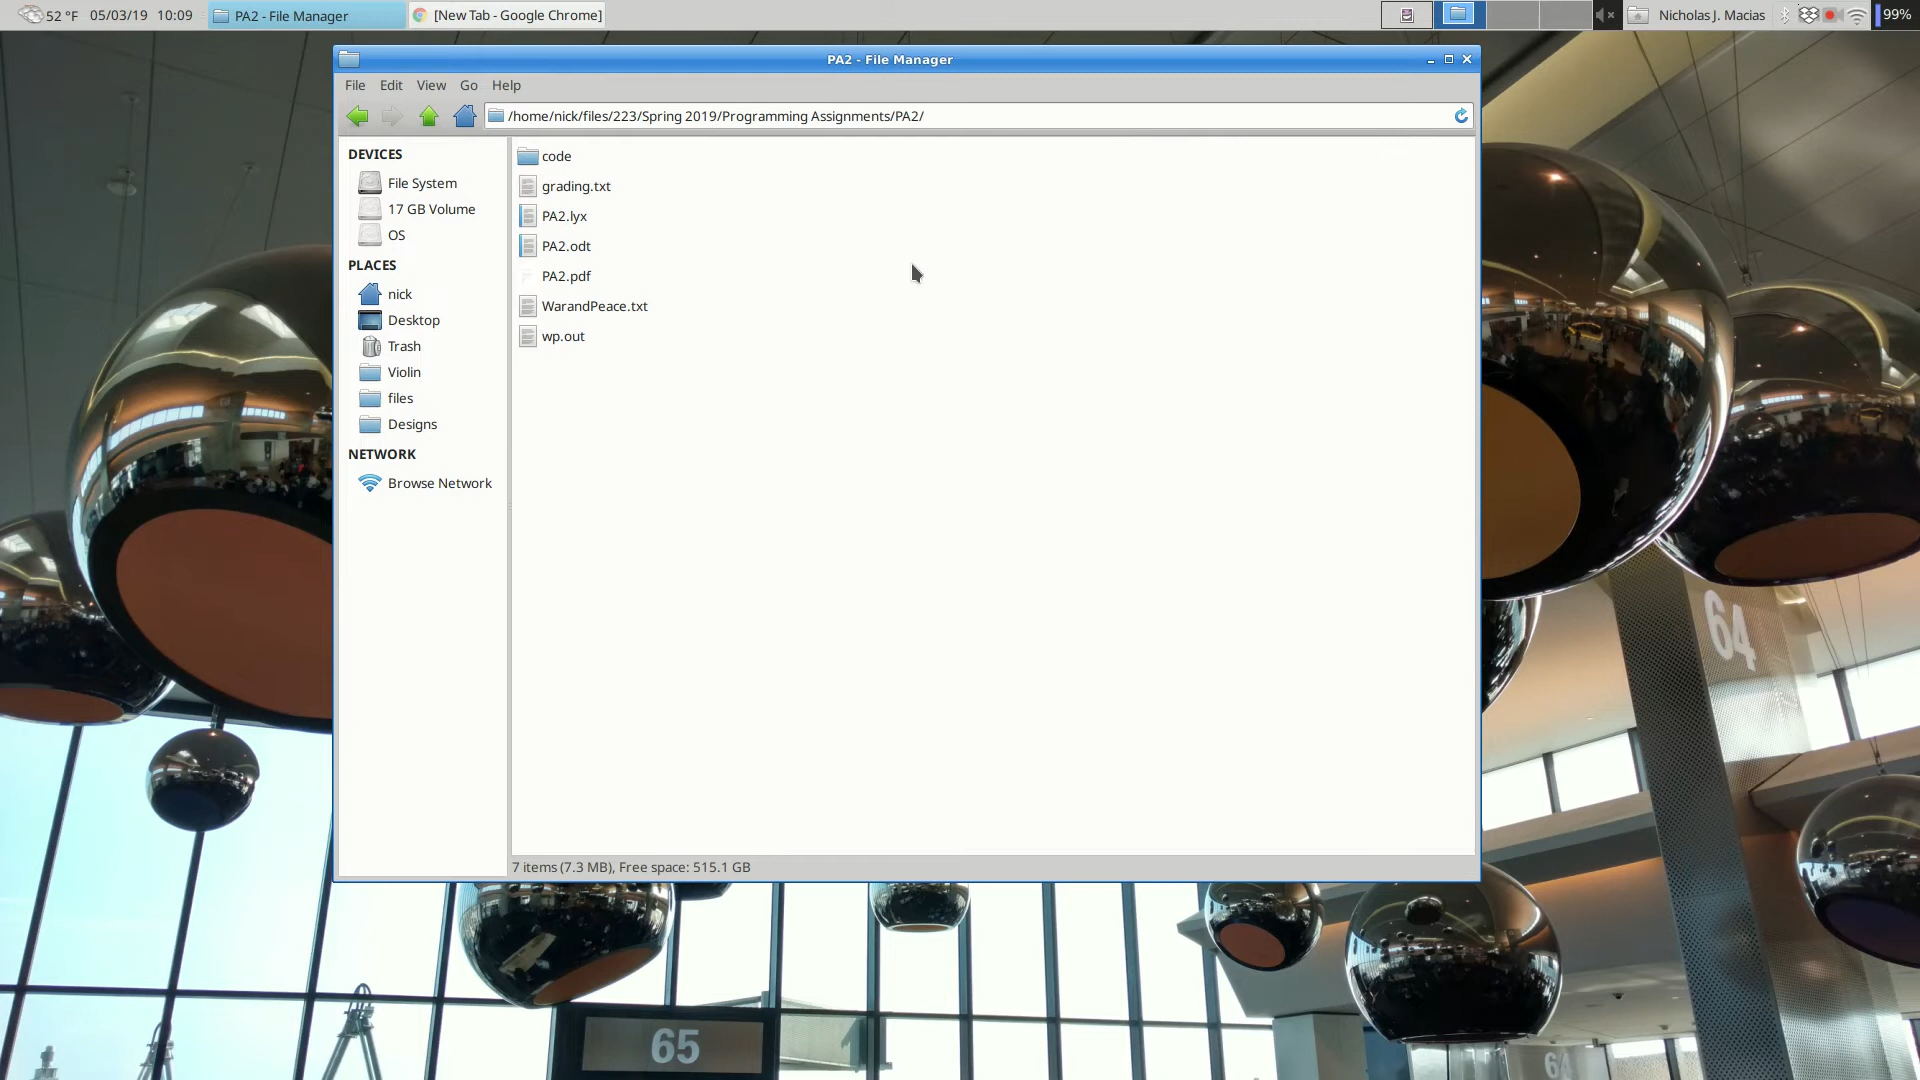 52 °F 05/03/19 10:09 PA2 - File Manager [New Tab - Google Chrome] Nicholas J. Macias 99%
PA2 - File Manager
File Edit View Go Help
/home/nick/files/223/Spring 2019/Programming Assignments/PA2/
DEVICES
File System
17 GB Volume
OS
PLACES
nick
Desktop
Trash
Violin
files
Designs
NETWORK
Browse Network
code
grading.txt
PA2.lyx
PA2.odt
PA2.pdf
WarandPeace.txt
wp.out
7 items (7.3 MB), Free space: 515.1 GB
64
65